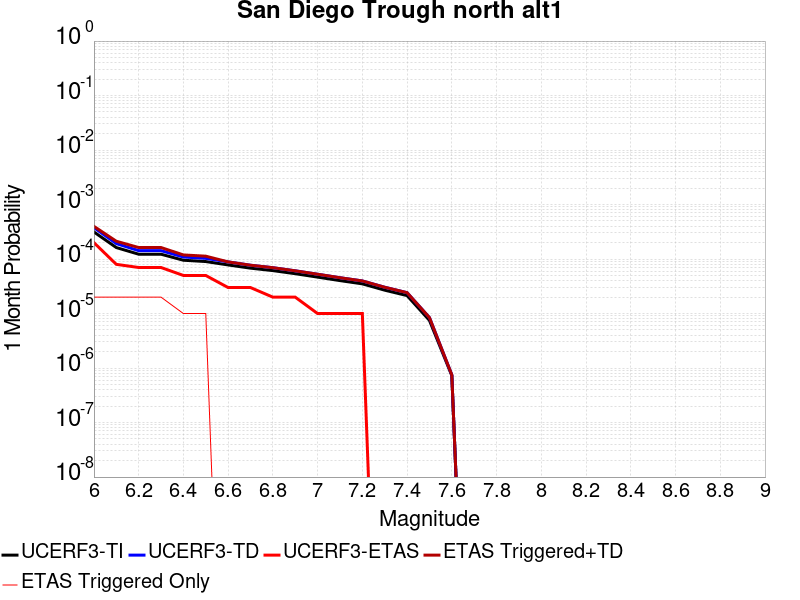 San Diego Trough north alt1
10^0
10^-1
10^-2
10^-3
10^-4
10^-5
10^-6
10^-7
10^-8
1 Month Probability
6 6.2 6.4 6.6 6.8 7 7.2 7.4 7.6 7.8 8 8.2 8.4 8.6 8.8 9
Magnitude
UCERF3-TI UCERF3-TD UCERF3-ETAS ETAS Triggered+TD
ETAS Triggered Only